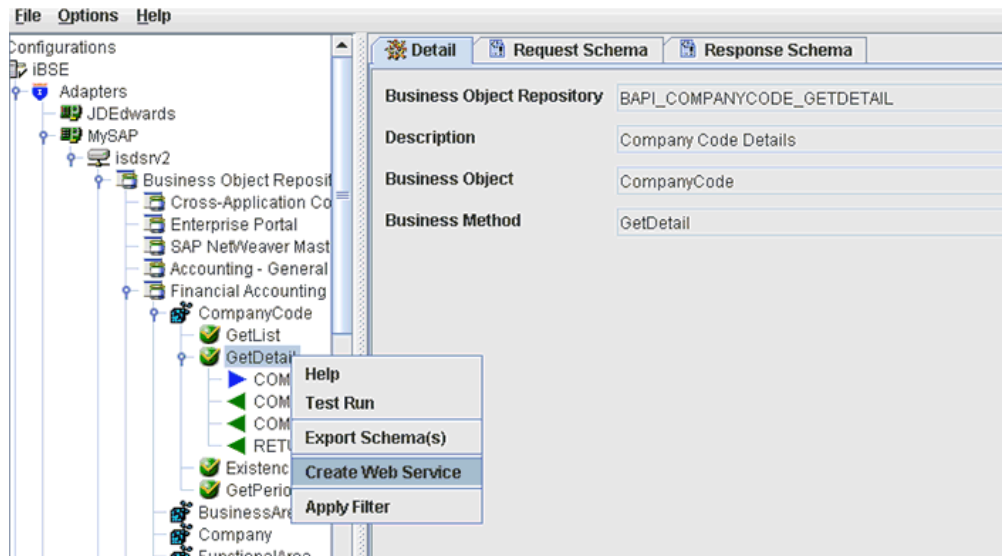 File Options Help
Configurations
iBSE
Adapters
JDEdwards
MySAP
isdsrv2
Business Object Reposit
Cross-Application Co
Enterprise Portal
SAP NetWeaver Mast
Accounting - General
Financial Accounting
CompanyCode
GetList
GetDetail
COM
COM
COM
RETU
Existenc
GetPerio
BusinessAre
Company
FunctionalArea
Help
Test Run
Export Schema(s)
Create Web Service
Apply Filter
Detail Request Schema Response Schema
Business Object Repository BAPI_COMPANYCODE_GETDETAIL
Description Company Code Details
Business Object CompanyCode
Business Method GetDetail